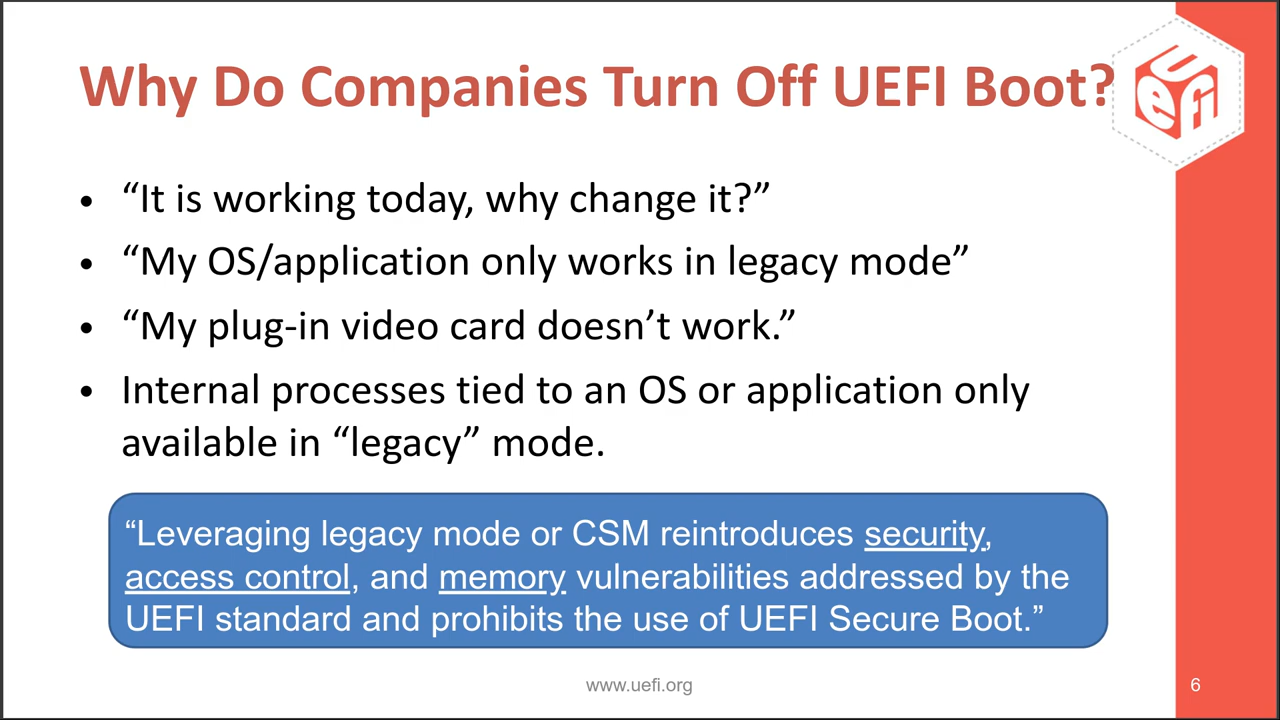 Why Do Companies Turn Off UEFI Boot?
uefi
• “It is working today, why change it?”
• “My OS/application only works in legacy mode”
• “My plug-in video card doesn’t work.”
• Internal processes tied to an OS or application only
available in “legacy” mode.
“Leveraging legacy mode or CSM reintroduces security,
access control, and memory vulnerabilities addressed by the
UEFI standard and prohibits the use of UEFI Secure Boot.”
www.uefi.org
6